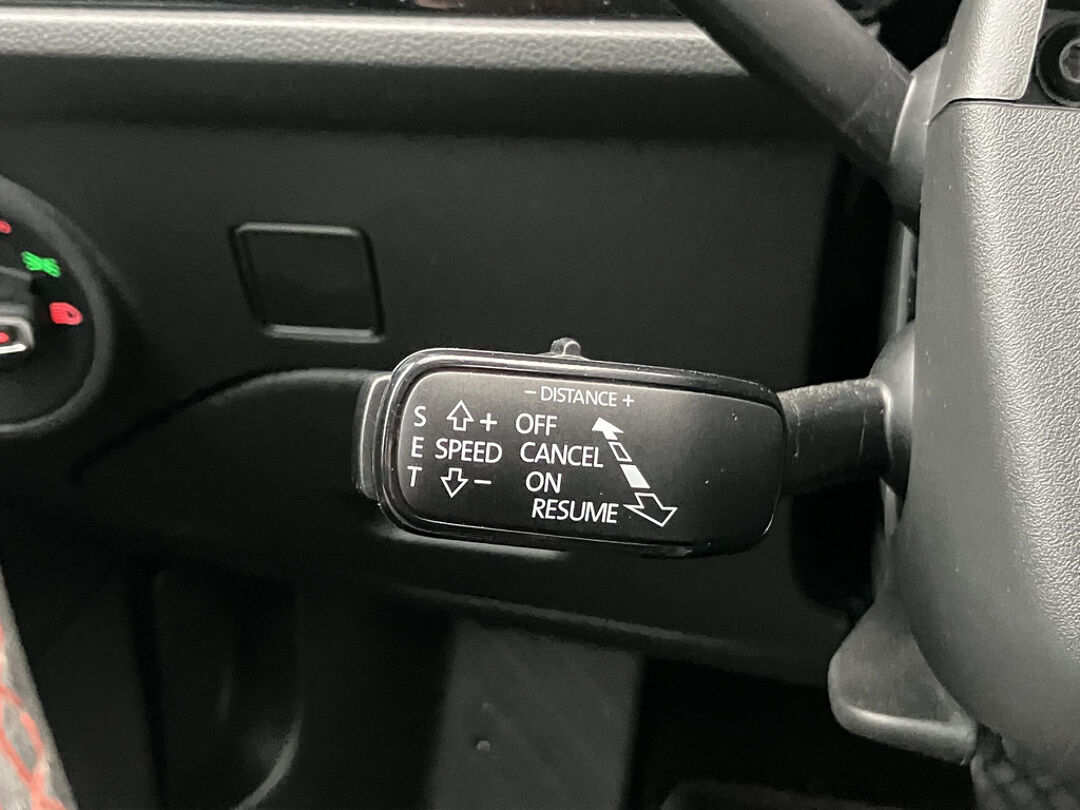 - DISTANCE +
S + OFF
E SPEED CANCEL
T - ON
RESUME